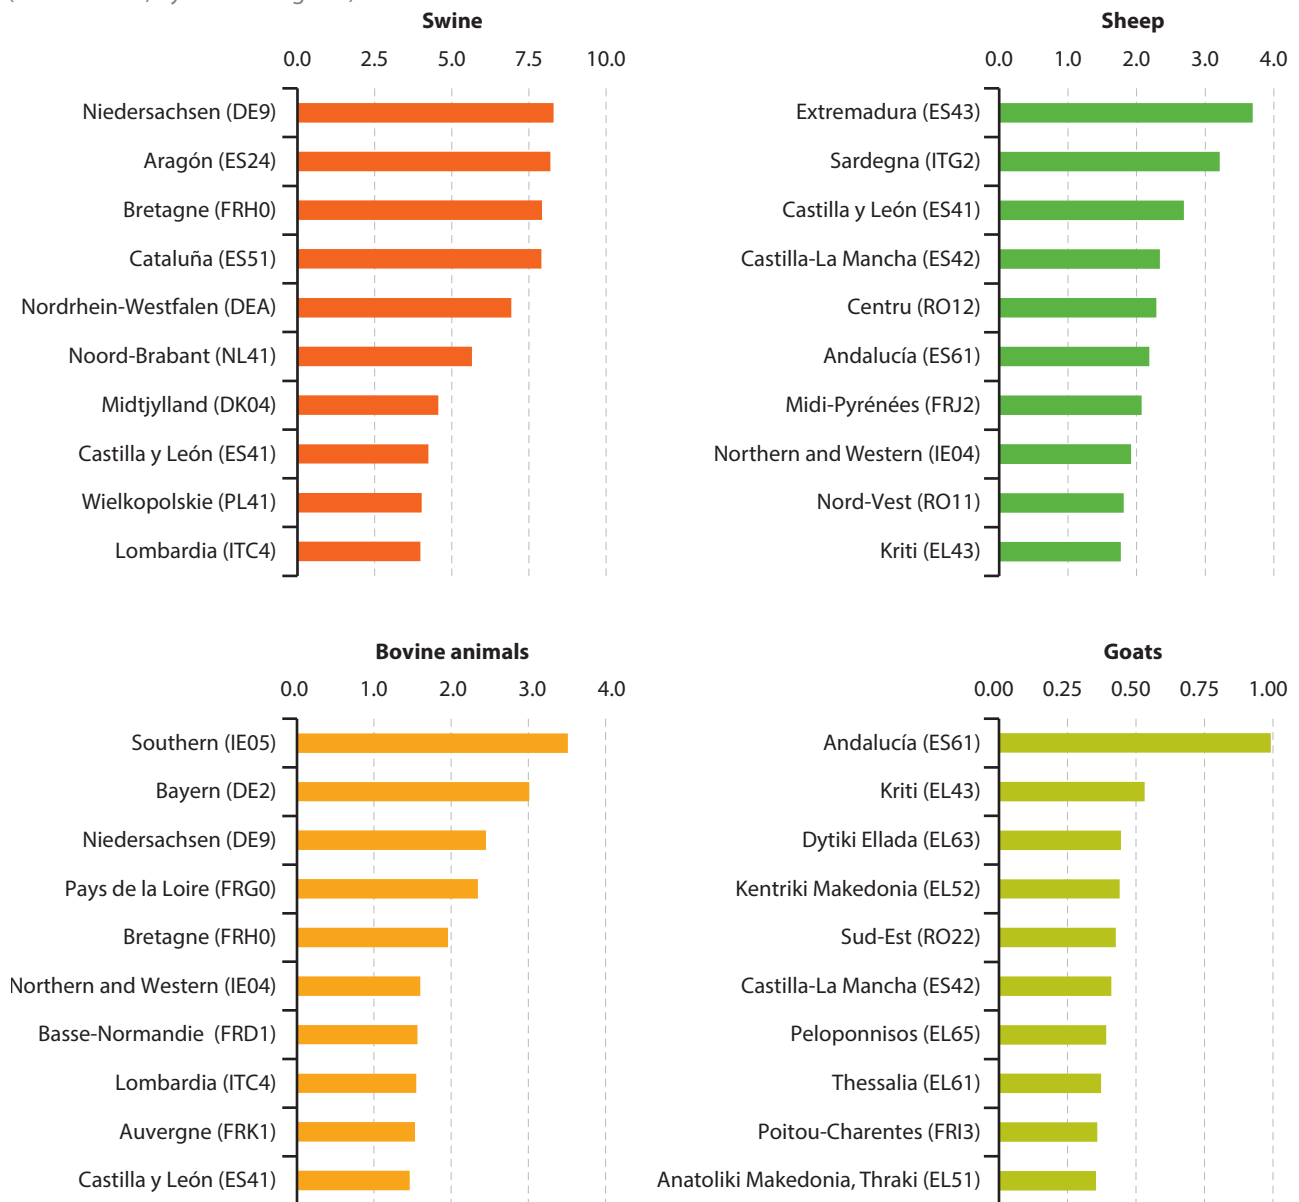 Swine
0.0 2.5 5.0 7.5 10.0
Niedersachsen (DE9)
Aragón (ES24)
Bretagne (FRH0)
Cataluña (ES51)
Nordrhein-Westfalen (DEA)
Noord-Brabant (NL41)
Midtjylland (DK04)
Castilla y León (ES41)
Wielkopolskie (PL41)
Lombardia (ITC4)
Sheep
0.0 1.0 2.0 3.0 4.0
Extremadura (ES43)
Sardegna (ITG2)
Castilla y León (ES41)
Castilla-La Mancha (ES42)
Centru (RO12)
Andalucía (ES61)
Midi-Pyrénées (FRJ2)
Northern and Western (IE04)
Nord-Vest (RO11)
Kriti (EL43)
Bovine animals
0.0 1.0 2.0 3.0 4.0
Southern (IE05)
Bayern (DE2)
Niedersachsen (DE9)
Pays de la Loire (FRG0)
Bretagne (FRH0)
Northern and Western (IE04)
Basse-Normandie (FRD1)
Lombardia (ITC4)
Auvergne (FRK1)
Castilla y León (ES41)
Goats
0.00 0.25 0.50 0.75 1.00
Andalucía (ES61)
Kriti (EL43)
Dytiki Ellada (EL63)
Kentriki Makedonia (EL52)
Sud-Est (RO22)
Castilla-La Mancha (ES42)
Peloponnisos (EL65)
Thessalia (EL61)
Poitou-Charentes (FRI3)
Anatoliki Makedonia, Thraki (EL51)